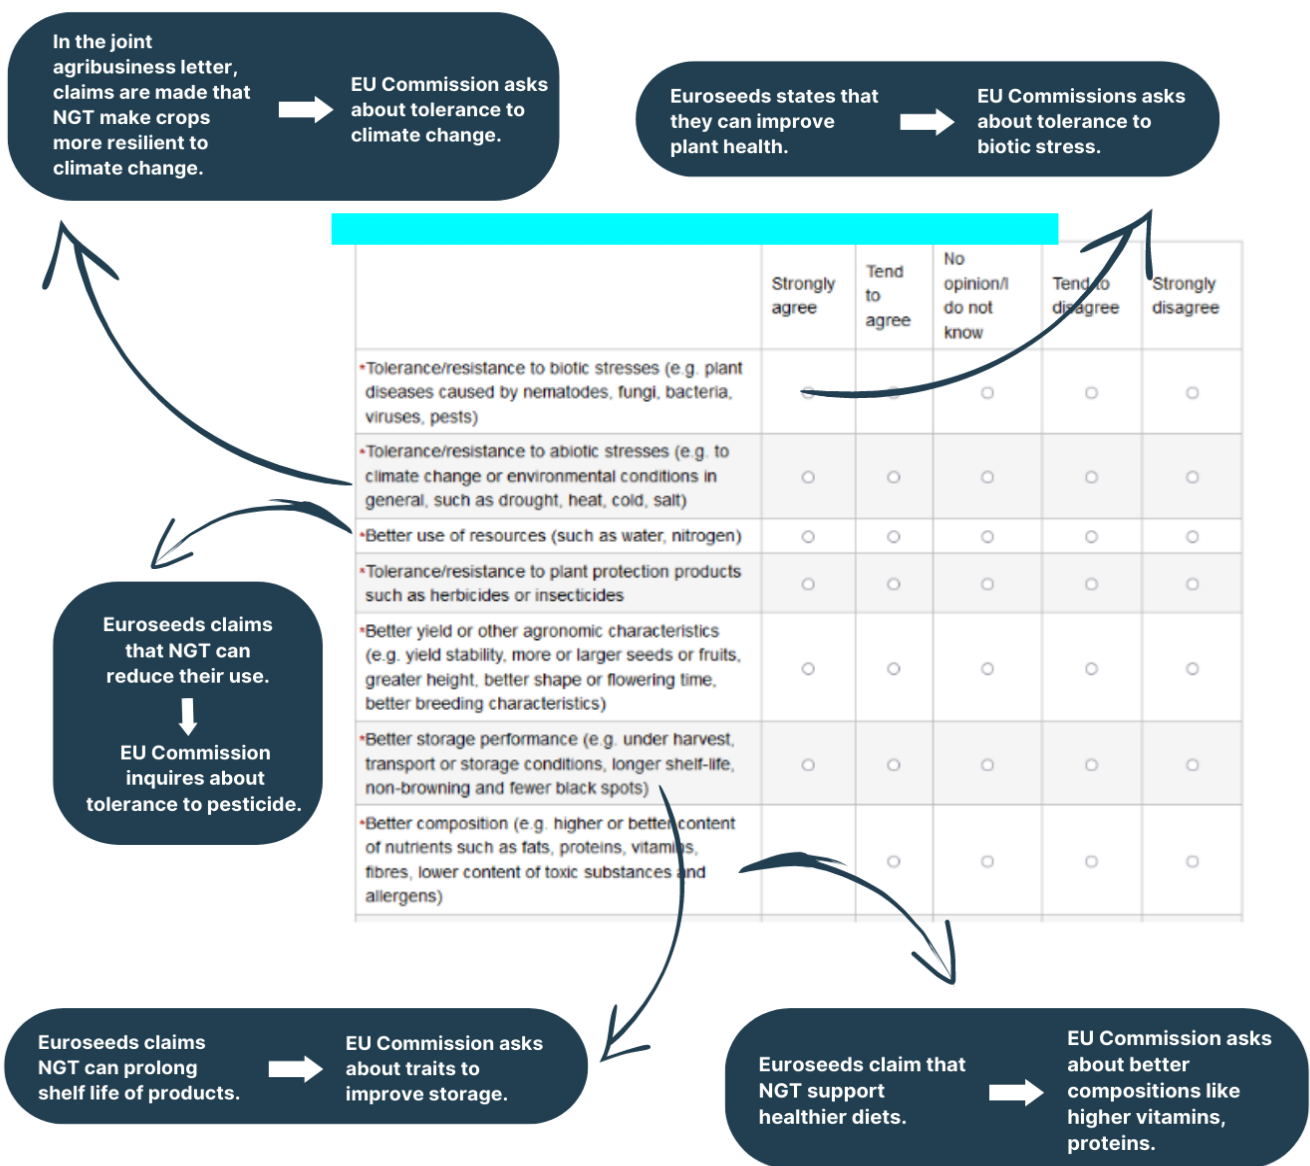 In the joint
agribusiness letter,
claims are made that
NGT make crops
more resilient to
climate change.
EU Commission asks
about tolerance to
climate change.
Euroseeds states that
they can improve
plant health.
EU Commissions asks
about tolerance to
biotic stress.
Strongly
agree
Tend
to
agree
No
opinion/I
do not
know
Tend to
disagree
Strongly
disagree
*Tolerance/resistance to biotic stresses (e.g. plant
diseases caused by nematodes, fungi, bacteria,
viruses, pests)
*Tolerance/resistance to abiotic stresses (e.g. to
climate change or environmental conditions in
general, such as drought, heat, cold, salt)
*Better use of resources (such as water, nitrogen)
*Tolerance/resistance to plant protection products
such as herbicides or insecticides
*Better yield or other agronomic characteristics
(e.g. yield stability, more or larger seeds or fruits,
greater height, better shape or flowering time,
better breeding characteristics)
*Better storage performance (e.g. under harvest,
transport or storage conditions, longer shelf-life,
non-browning and fewer black spots)
*Better composition (e.g. higher or better content
of nutrients such as fats, proteins, vitamins,
fibres, lower content of toxic substances and
allergens)
Euroseeds claims
that NGT can
reduce their use.
EU Commission
inquires about
tolerance to pesticide.
Euroseeds claims
NGT can prolong
shelf life of products.
EU Commission asks
about traits to
improve storage.
Euroseeds claim that
NGT support
healthier diets.
EU Commission asks
about better
compositions like
higher vitamins,
proteins.